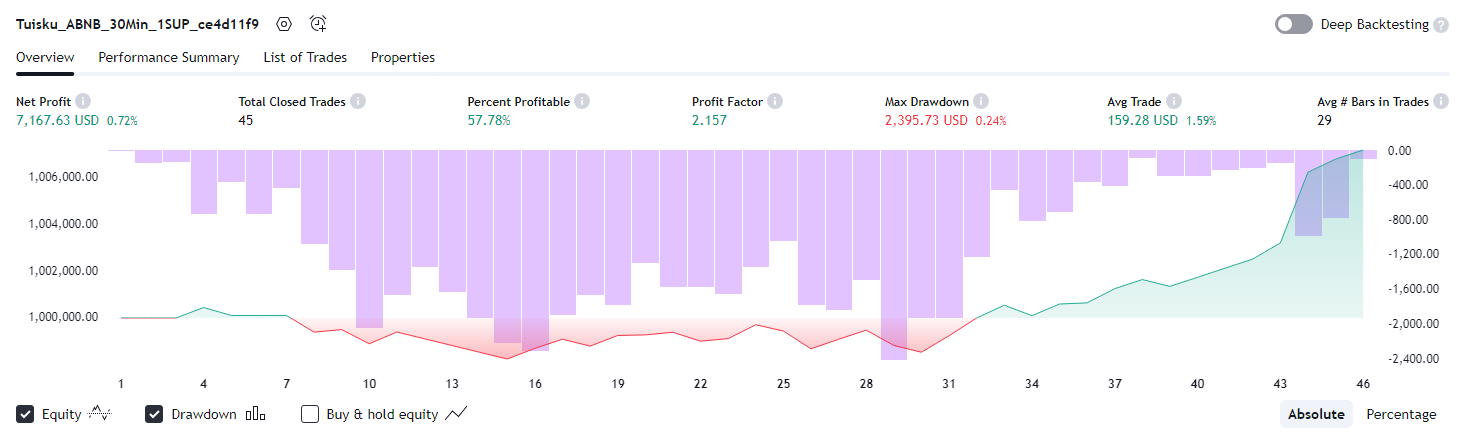 Tuisku_ABNB_30Min_1SUP_ce4d11f9 Deep Backtesting ?
Overview Performance Summary List of Trades Properties
Net Profit i Total Closed Trades i Percent Profitable i Profit Factor i Max Drawdown i Avg Trade i Avg # Bars in Trades i
7,167.63 USD 0.72% 45 57.78% 2.157 2,395.73 USD 0.24% 159.28 USD 1.59% 29
0.00
1,006,000.00
-400.00
-800.00
1,004,000.00
-1,200.00
1,002,000.00
-1,600.00
1,000,000.00
-2,000.00
-2,400.00
1 4 7 10 13 16 19 22 25 28 31 34 37 40 43 46
Equity Drawdown Buy & hold equity Absolute Percentage